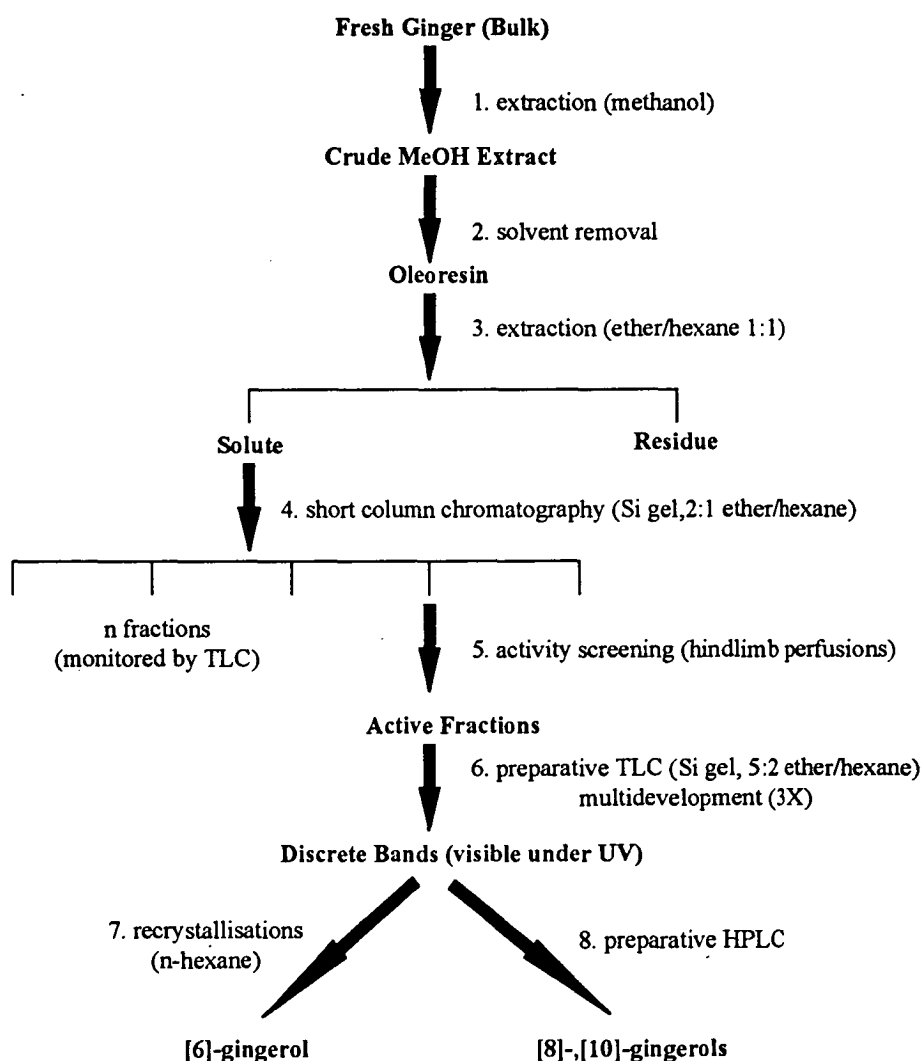 Fresh Ginger (Bulk)
1. extraction (methanol)
Crude MeOH Extract
2. solvent removal
Oleoresin
3. extraction (ether/hexane 1:1)
Solute
Residue
4. short column chromatography (Si gel,2:1 ether/hexane)
n fractions
(monitored by TLC)
5. activity screening (hindlimb perfusions)
Active Fractions
6. preparative TLC (Si gel, 5:2 ether/hexane)
multidevelopment (3X)
Discrete Bands (visible under UV)
7. recrystallisations
(n-hexane)
8. preparative HPLC
[6]-gingerol
[8]-,[10]-gingerols